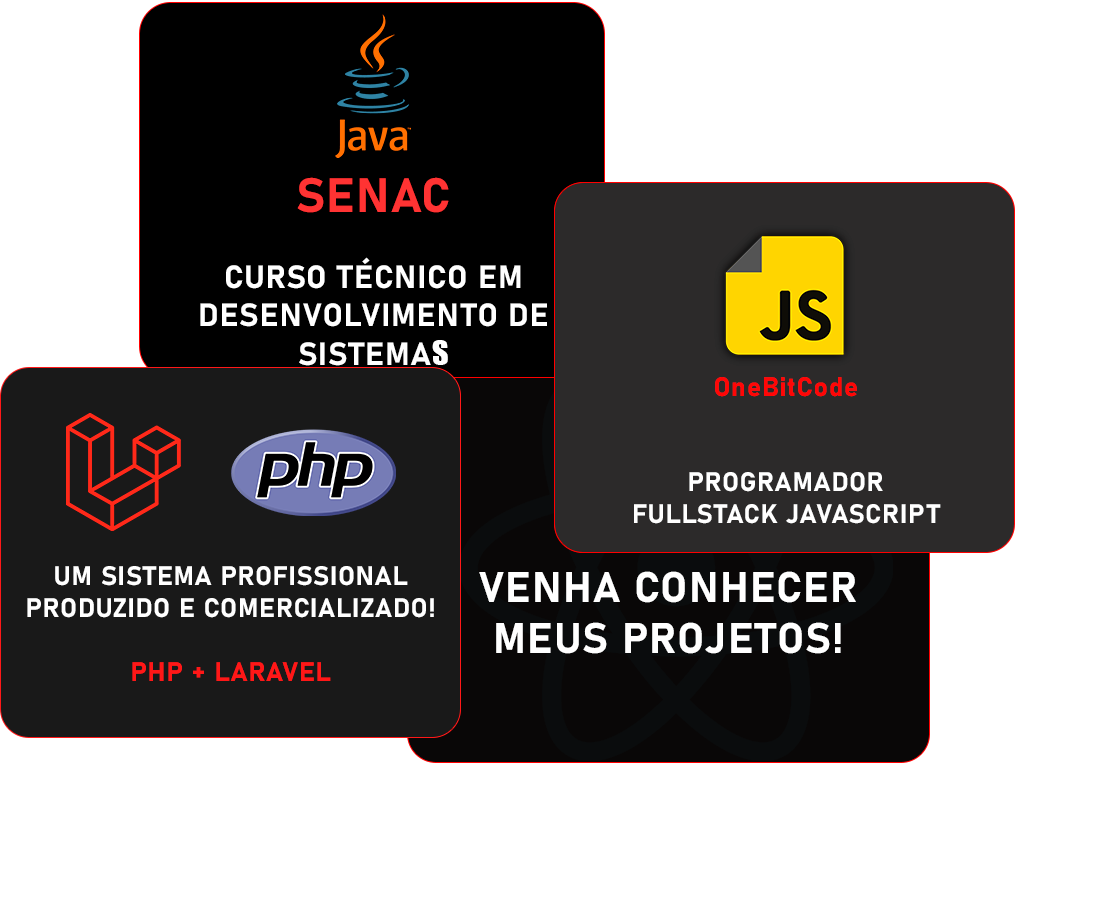 Java
SENAC
CURSO TÉCNICO EM
DESENVOLVIMENTO DE
SISTEMAS
JS
OneBitCode
PROGRAMADOR
FULLSTACK JAVASCRIPT
php
UM SISTEMA PROFISSIONAL
PRODUZIDO E COMERCIALIZADO!
PHP + LARAVEL
VENHA CONHECER
MEUS PROJETOS!